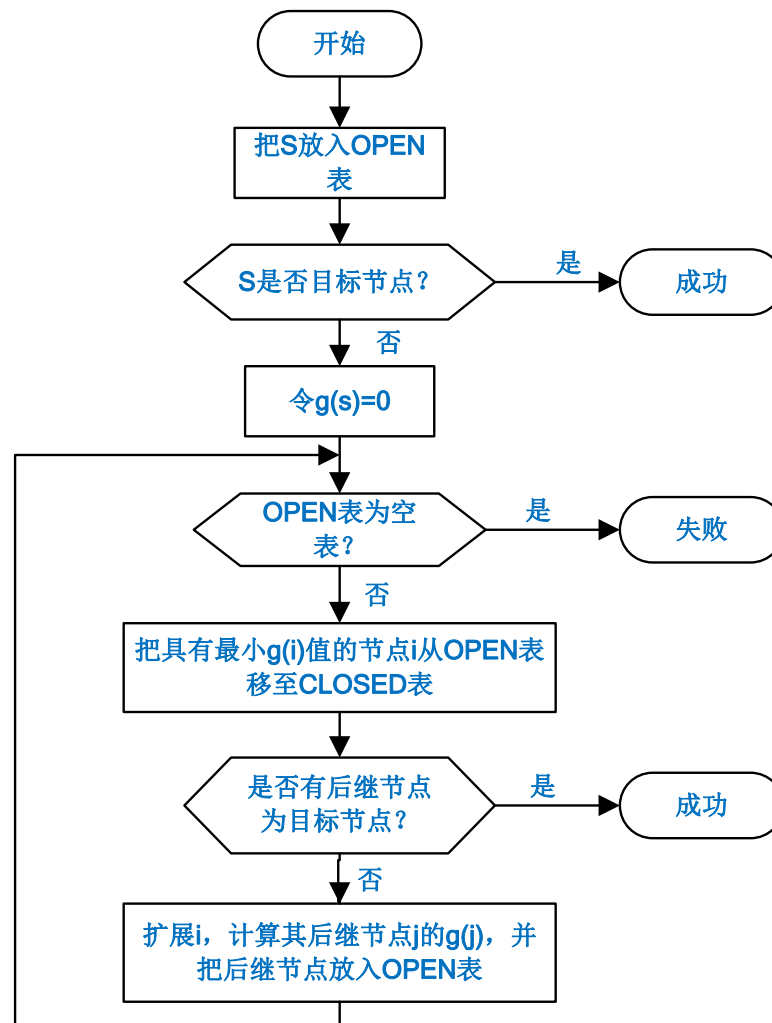 开始
把S放入OPEN
表
S是否目标节点？
是
成功
否
令g(s)=0
OPEN表为空
表？
是
失败
否
把具有最小g(i)值的节点i从OPEN表
移至CLOSED表
是否有后继节点
为目标节点？
是
成功
否
扩展i，计算其后继节点j的g(j)，并
把后继节点放入OPEN表